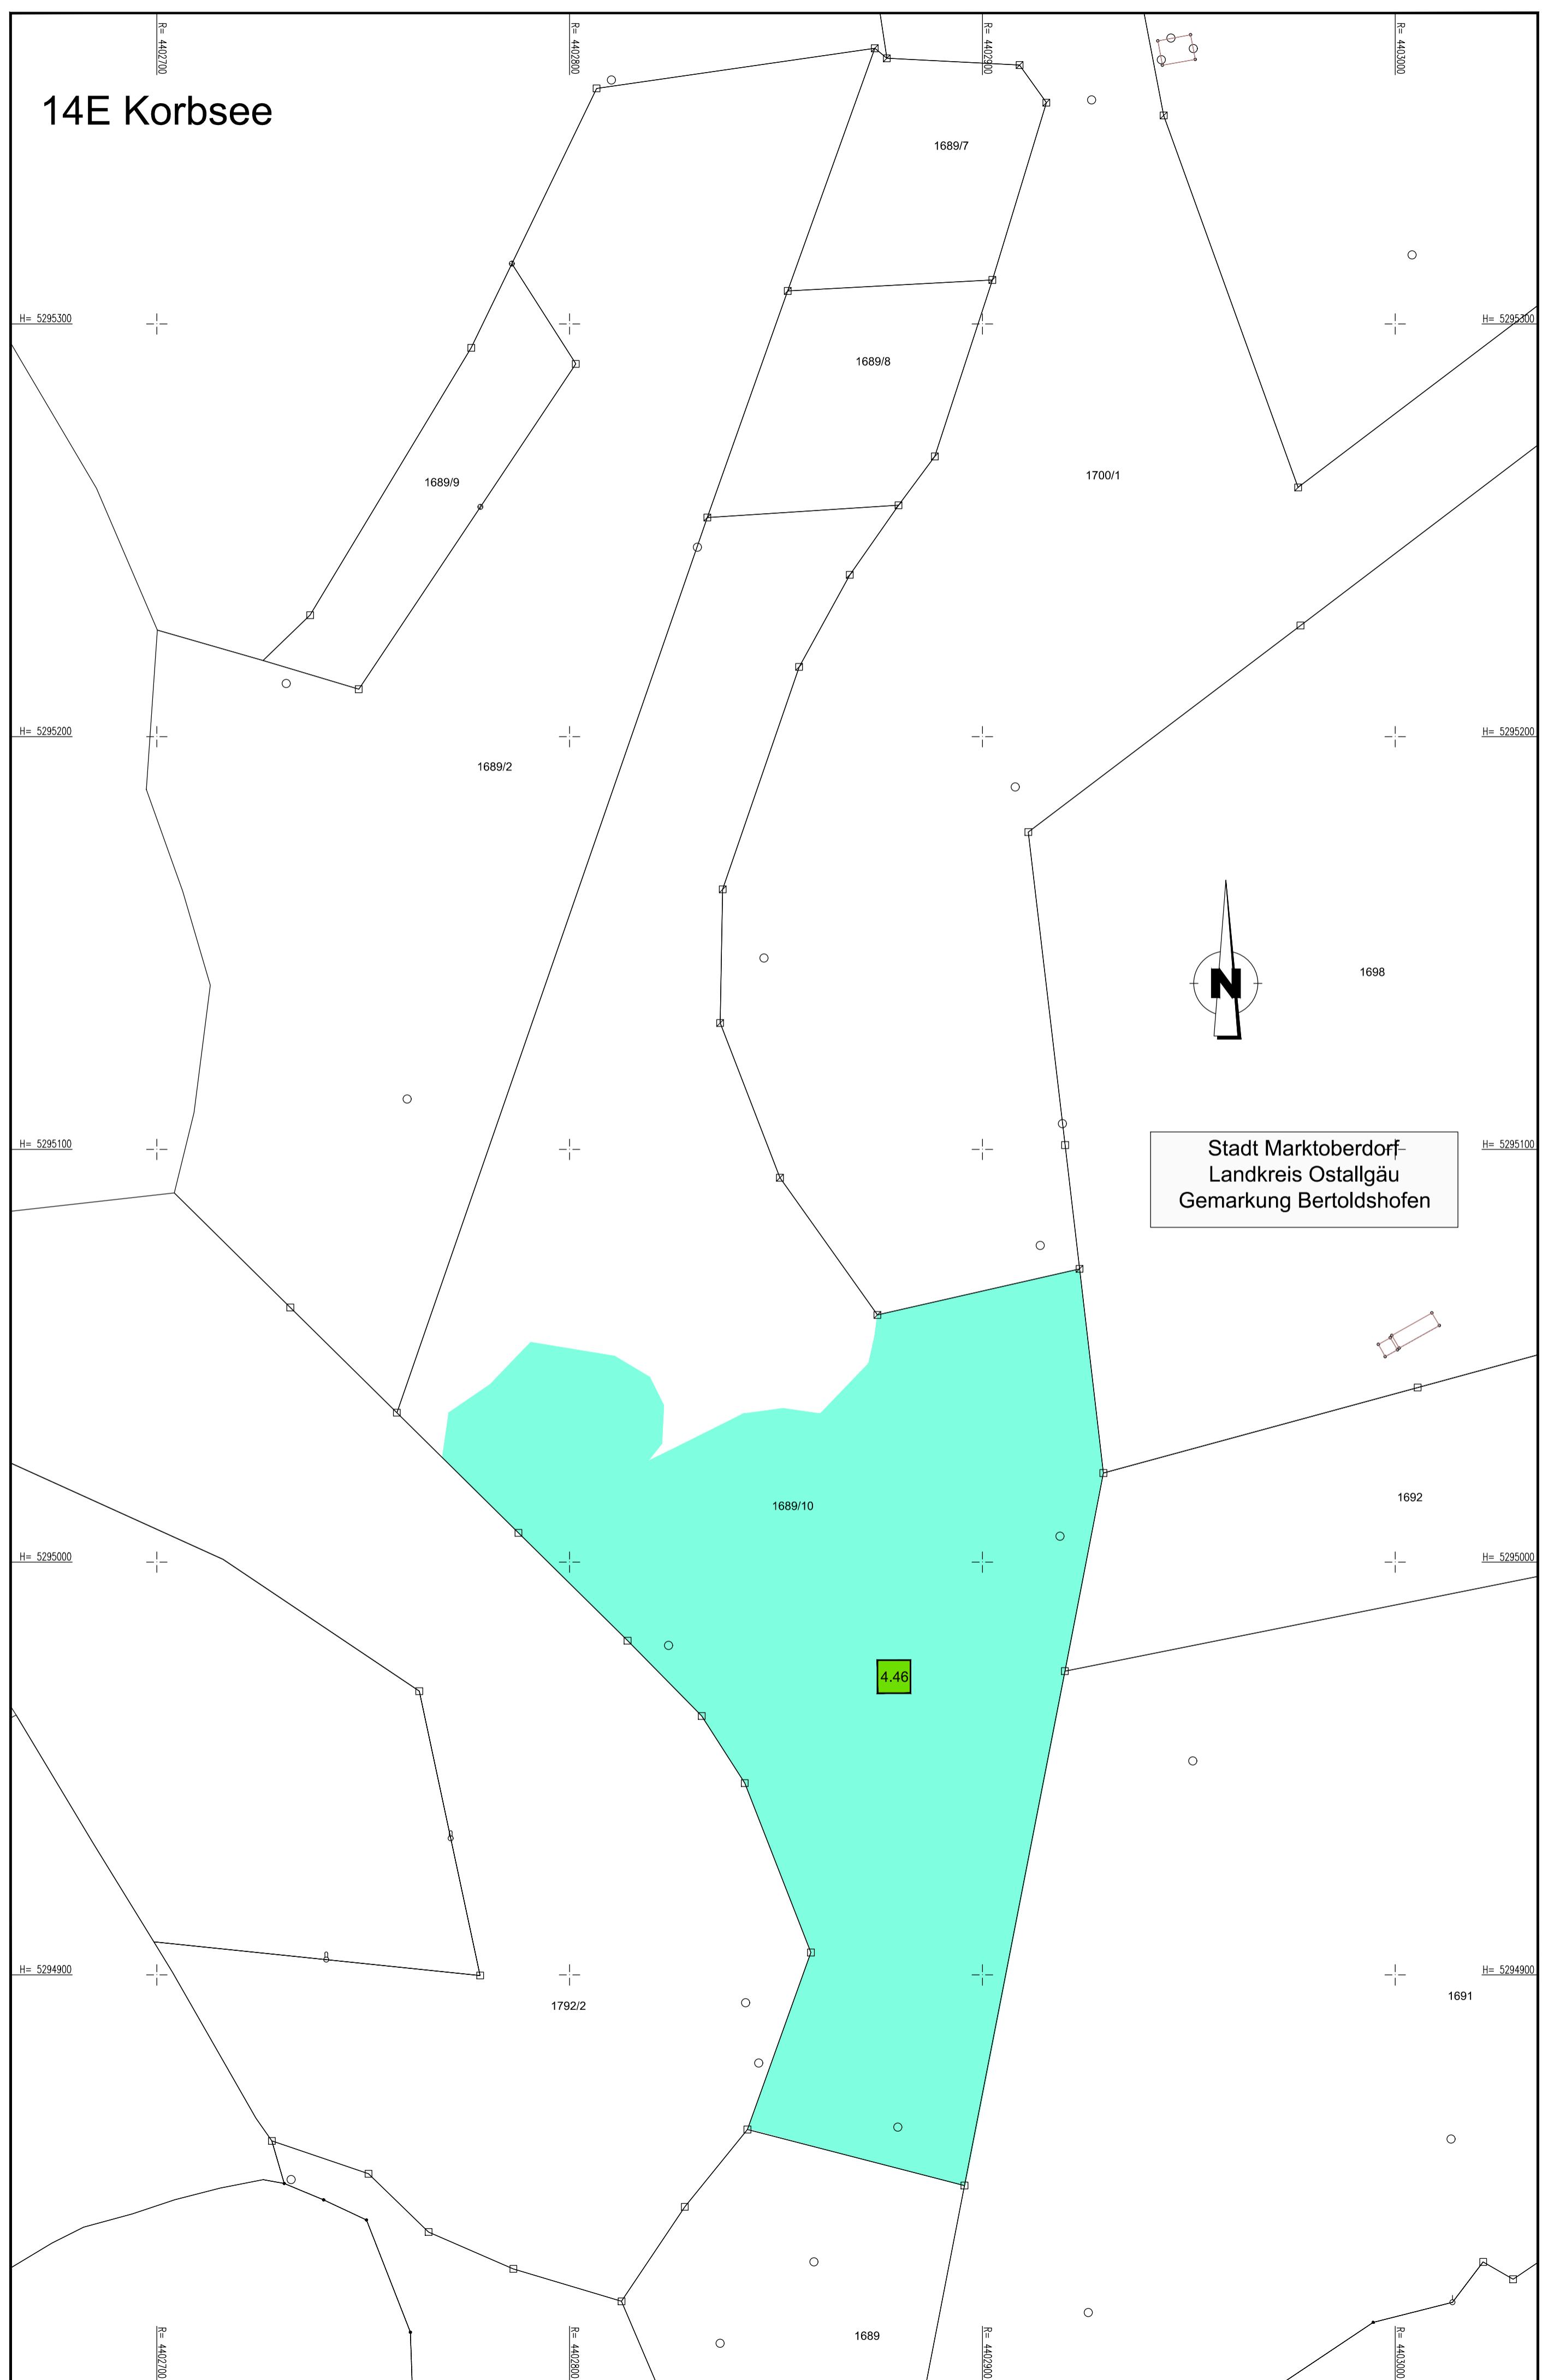 R= 4402700
R= 4402800
R= 4402900
R= 4403000
14E Korbsee
1689/7
H= 5295300
H= 5295300
1689/8
1689/9
1700/1
H= 5295200
H= 5295200
1689/2
1698
N
H= 5295100
H= 5295100
Stadt Marktoberdorf
Landkreis Ostallgäu
Gemarkung Bertoldshofen
1689/10
1692
H= 5295000
H= 5295000
4.46
H= 5294900
H= 5294900
1691
1792/2
1689
R= 4402700
R= 4402800
R= 4402900
R= 4403000